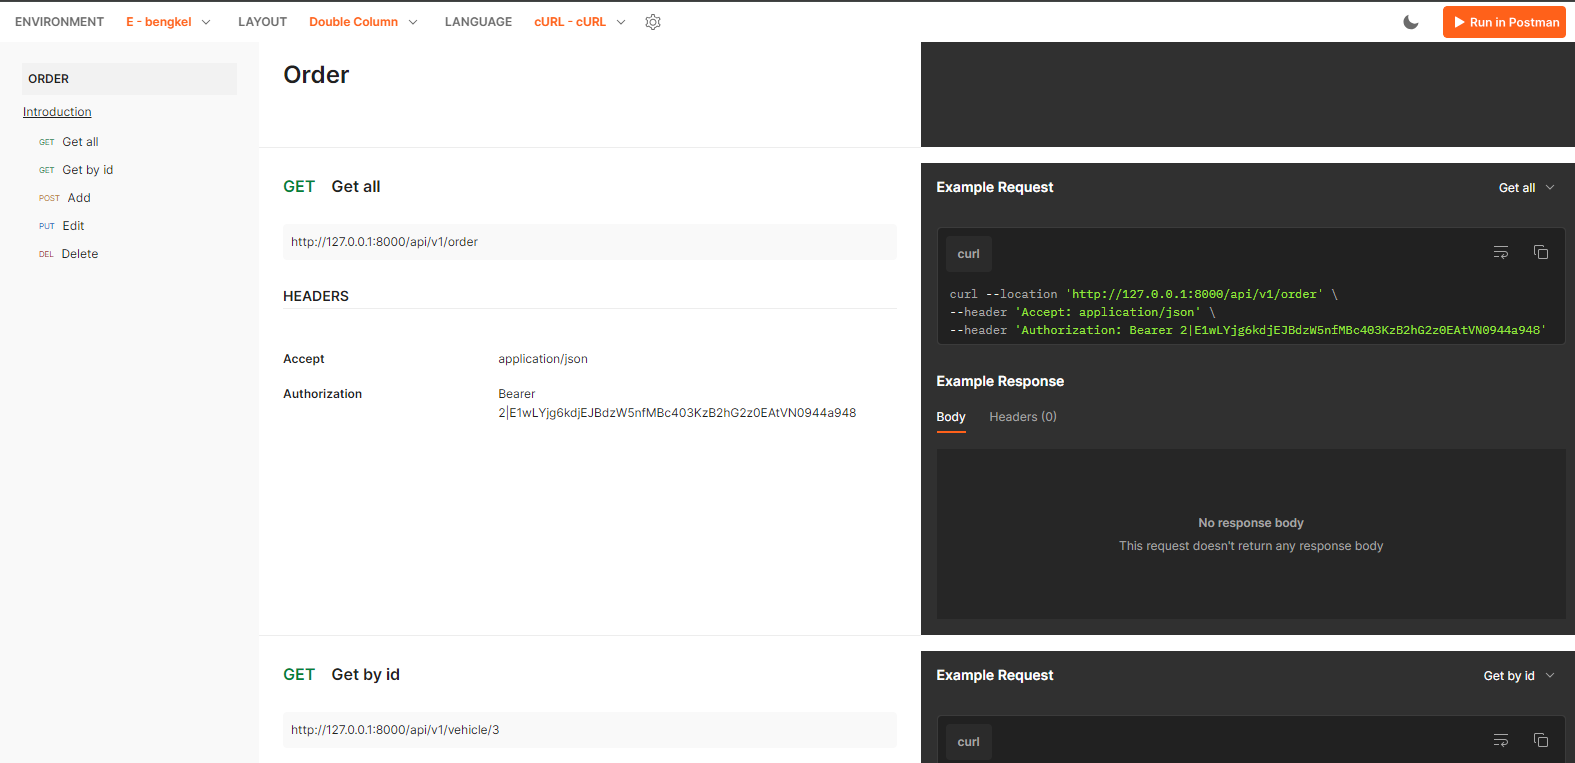 ENVIRONMENT E - bengkel LAYOUT Double Column LANGUAGE cURL - cURL Run in Postman
ORDER
Introduction
GET Get all
GET Get by id
POST Add
PUT Edit
DEL Delete
Order
GET Get all
http://127.0.0.1:8000/api/v1/order
HEADERS
Accept application/json
Authorization Bearer
2|E1wLYjg6kdjEJBdzW5nfMBc403KzB2hG2z0EAtVN0944a948
Example Request Get all
curl
curl --location 'http://127.0.0.1:8000/api/v1/order' \
--header 'Accept: application/json' \
--header 'Authorization: Bearer 2|E1wLYjg6kdjEJBdzW5nfMBc403KzB2hG2z0EAtVN0944a948'
Example Response
Body Headers (0)
No response body
This request doesn't return any response body
GET Get by id
http://127.0.0.1:8000/api/v1/vehicle/3
Example Request Get by id
curl